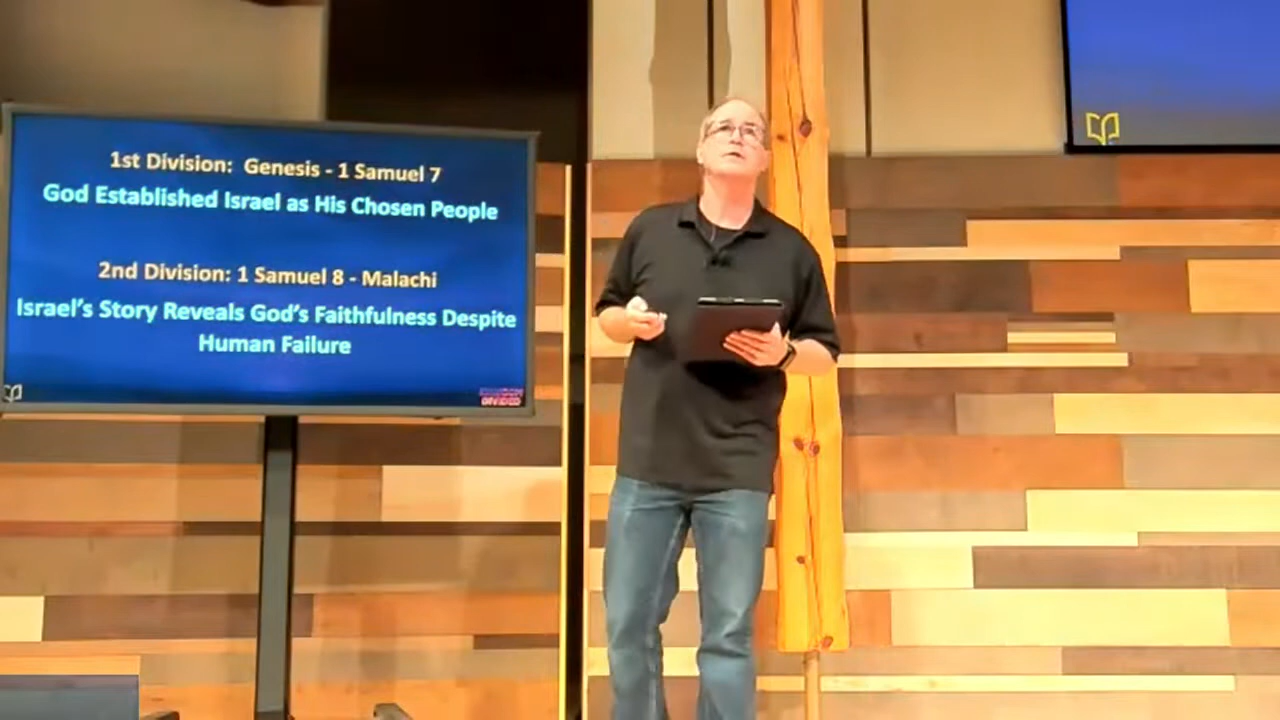 1st Division: Genesis - 1 Samuel 7
God Established Israel as His Chosen People
2nd Division: 1 Samuel 8 - Malachi
Israel's Story Reveals God's Faithfulness Despite
Human Failure
DIVIDED